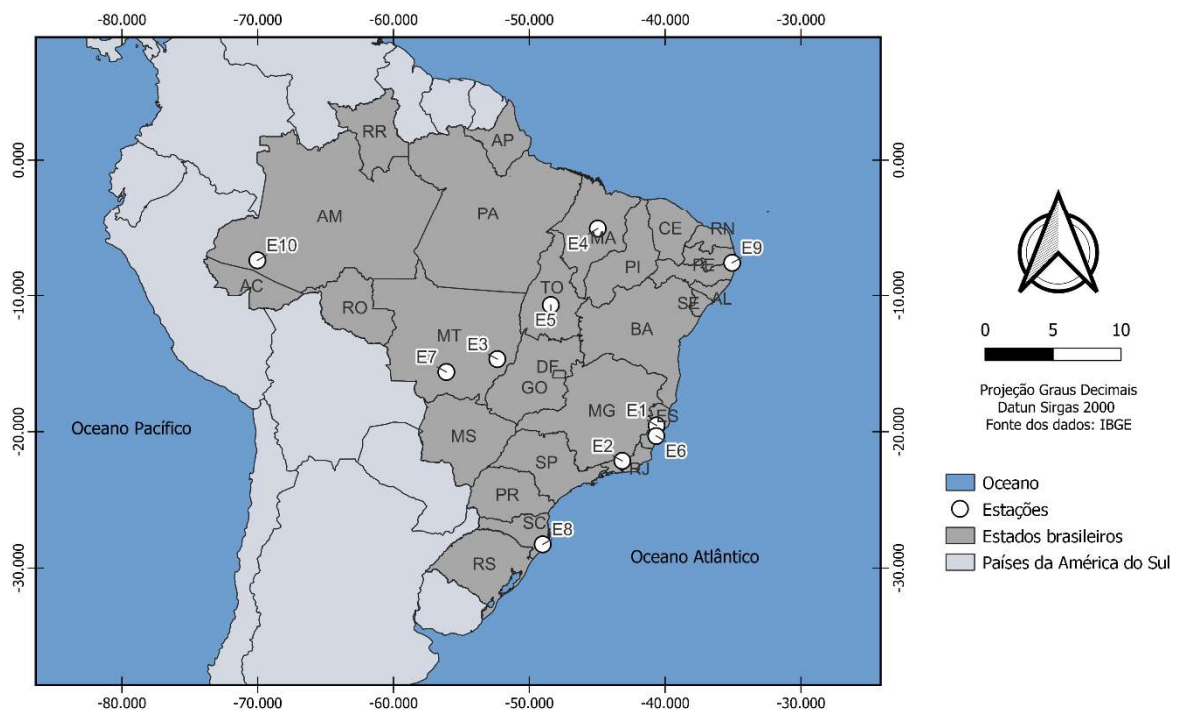 -70.000 -60.000 -50.000 -40.000 -30.000
0.000 0.000
RR
AP
AM
PA
E10
AC
E4
MA
CE
RN
E9
PI
PE
AL
SE
TO
E5
RO
-10.000 -10.000
BA
MT
E3
E7
DF
GO
MG
E1
ES
E6
E2
RJ
MS
SP
-20.000 -20.000
Oceano Pacífico
PR
SC
E8
RS
Oceano Atlântico
-30.000 -30.000
-80.000 -70.000 -60.000 -50.000 -40.000 -30.000
0 5 10
Projeção Graus Decimais
Datun Sirgas 2000
Fonte dos dados: IBGE
Oceano
Estações
Estados brasileiros
Países da América do Sul